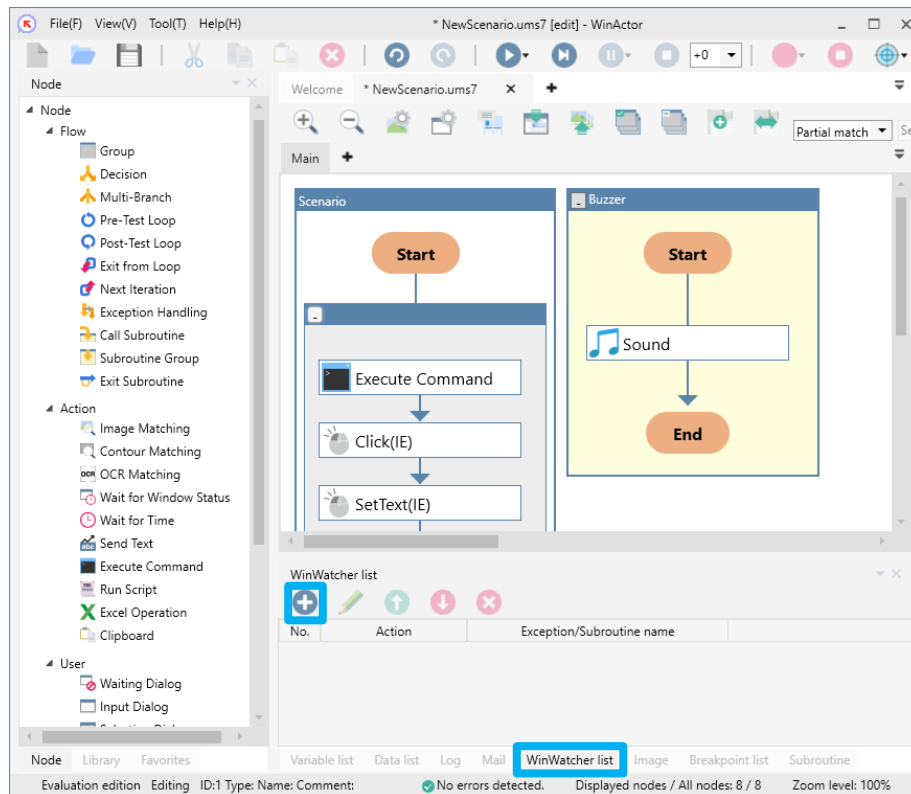 File(F) View(V) Tool(T) Help(H) * NewScenario.ums7 [edit] - WinActor
+0
Node
Welcome * NewScenario.ums7
Node
Flow
Group
Decision
Multi-Branch
Pre-Test Loop
Post-Test Loop
Exit from Loop
Next Iteration
Exception Handling
Call Subroutine
Subroutine Group
Exit Subroutine
Action
Image Matching
Contour Matching
OCR OCR Matching
Wait for Window Status
Wait for Time
Send Text
Execute Command
Run Script
Excel Operation
Clipboard
User
Waiting Dialog
Input Dialog
Node Library Favorites
Partial match
Main
Scenario
Start
Execute Command
Click(IE)
SetText(IE)
Buzzer
Start
Sound
End
WinWatcher list
No. Action Exception/Subroutine name
Variable list Data list Log Mail WinWatcher list Image Breakpoint list Subroutine
Evaluation edition Editing ID:1 Type: Name: Comment: No errors detected. Displayed nodes / All nodes: 8 / 8 Zoom level: 100%